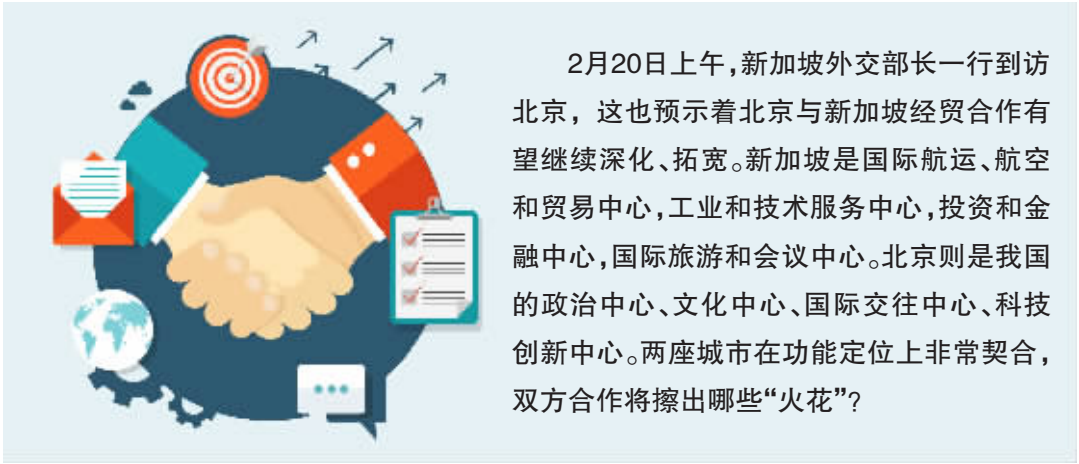 2月20日上午，新加坡外交部长一行到访
北京，这也预示着北京与新加坡经贸合作有
望继续深化、拓宽。新加坡是国际航运、航空
和贸易中心，工业和技术服务中心，投资和金
融中心，国际旅游和会议中心。北京则是我国
的政治中心、文化中心、国际交往中心、科技
创新中心。两座城市在功能定位上非常契合，
双方合作将擦出哪些“火花”？